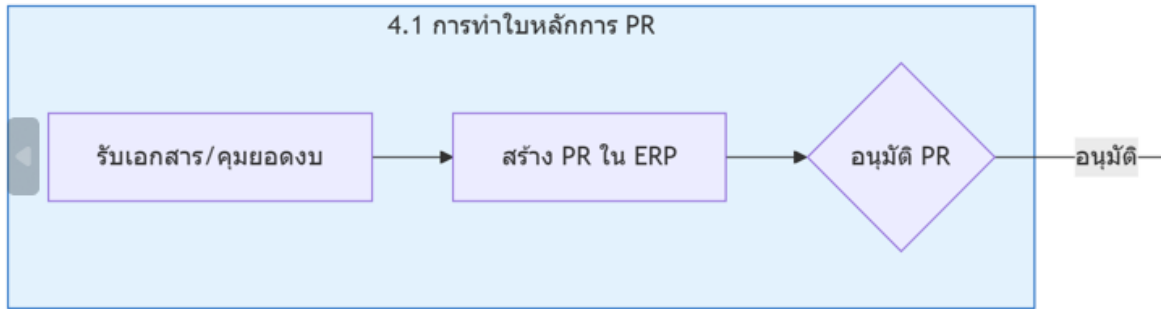 4.1 การทำใบหลักการ PR
รับเอกสาร/คุมยอดงบ
สร้าง PR ใน ERP
อนุมัติ PR
อนุมัติ